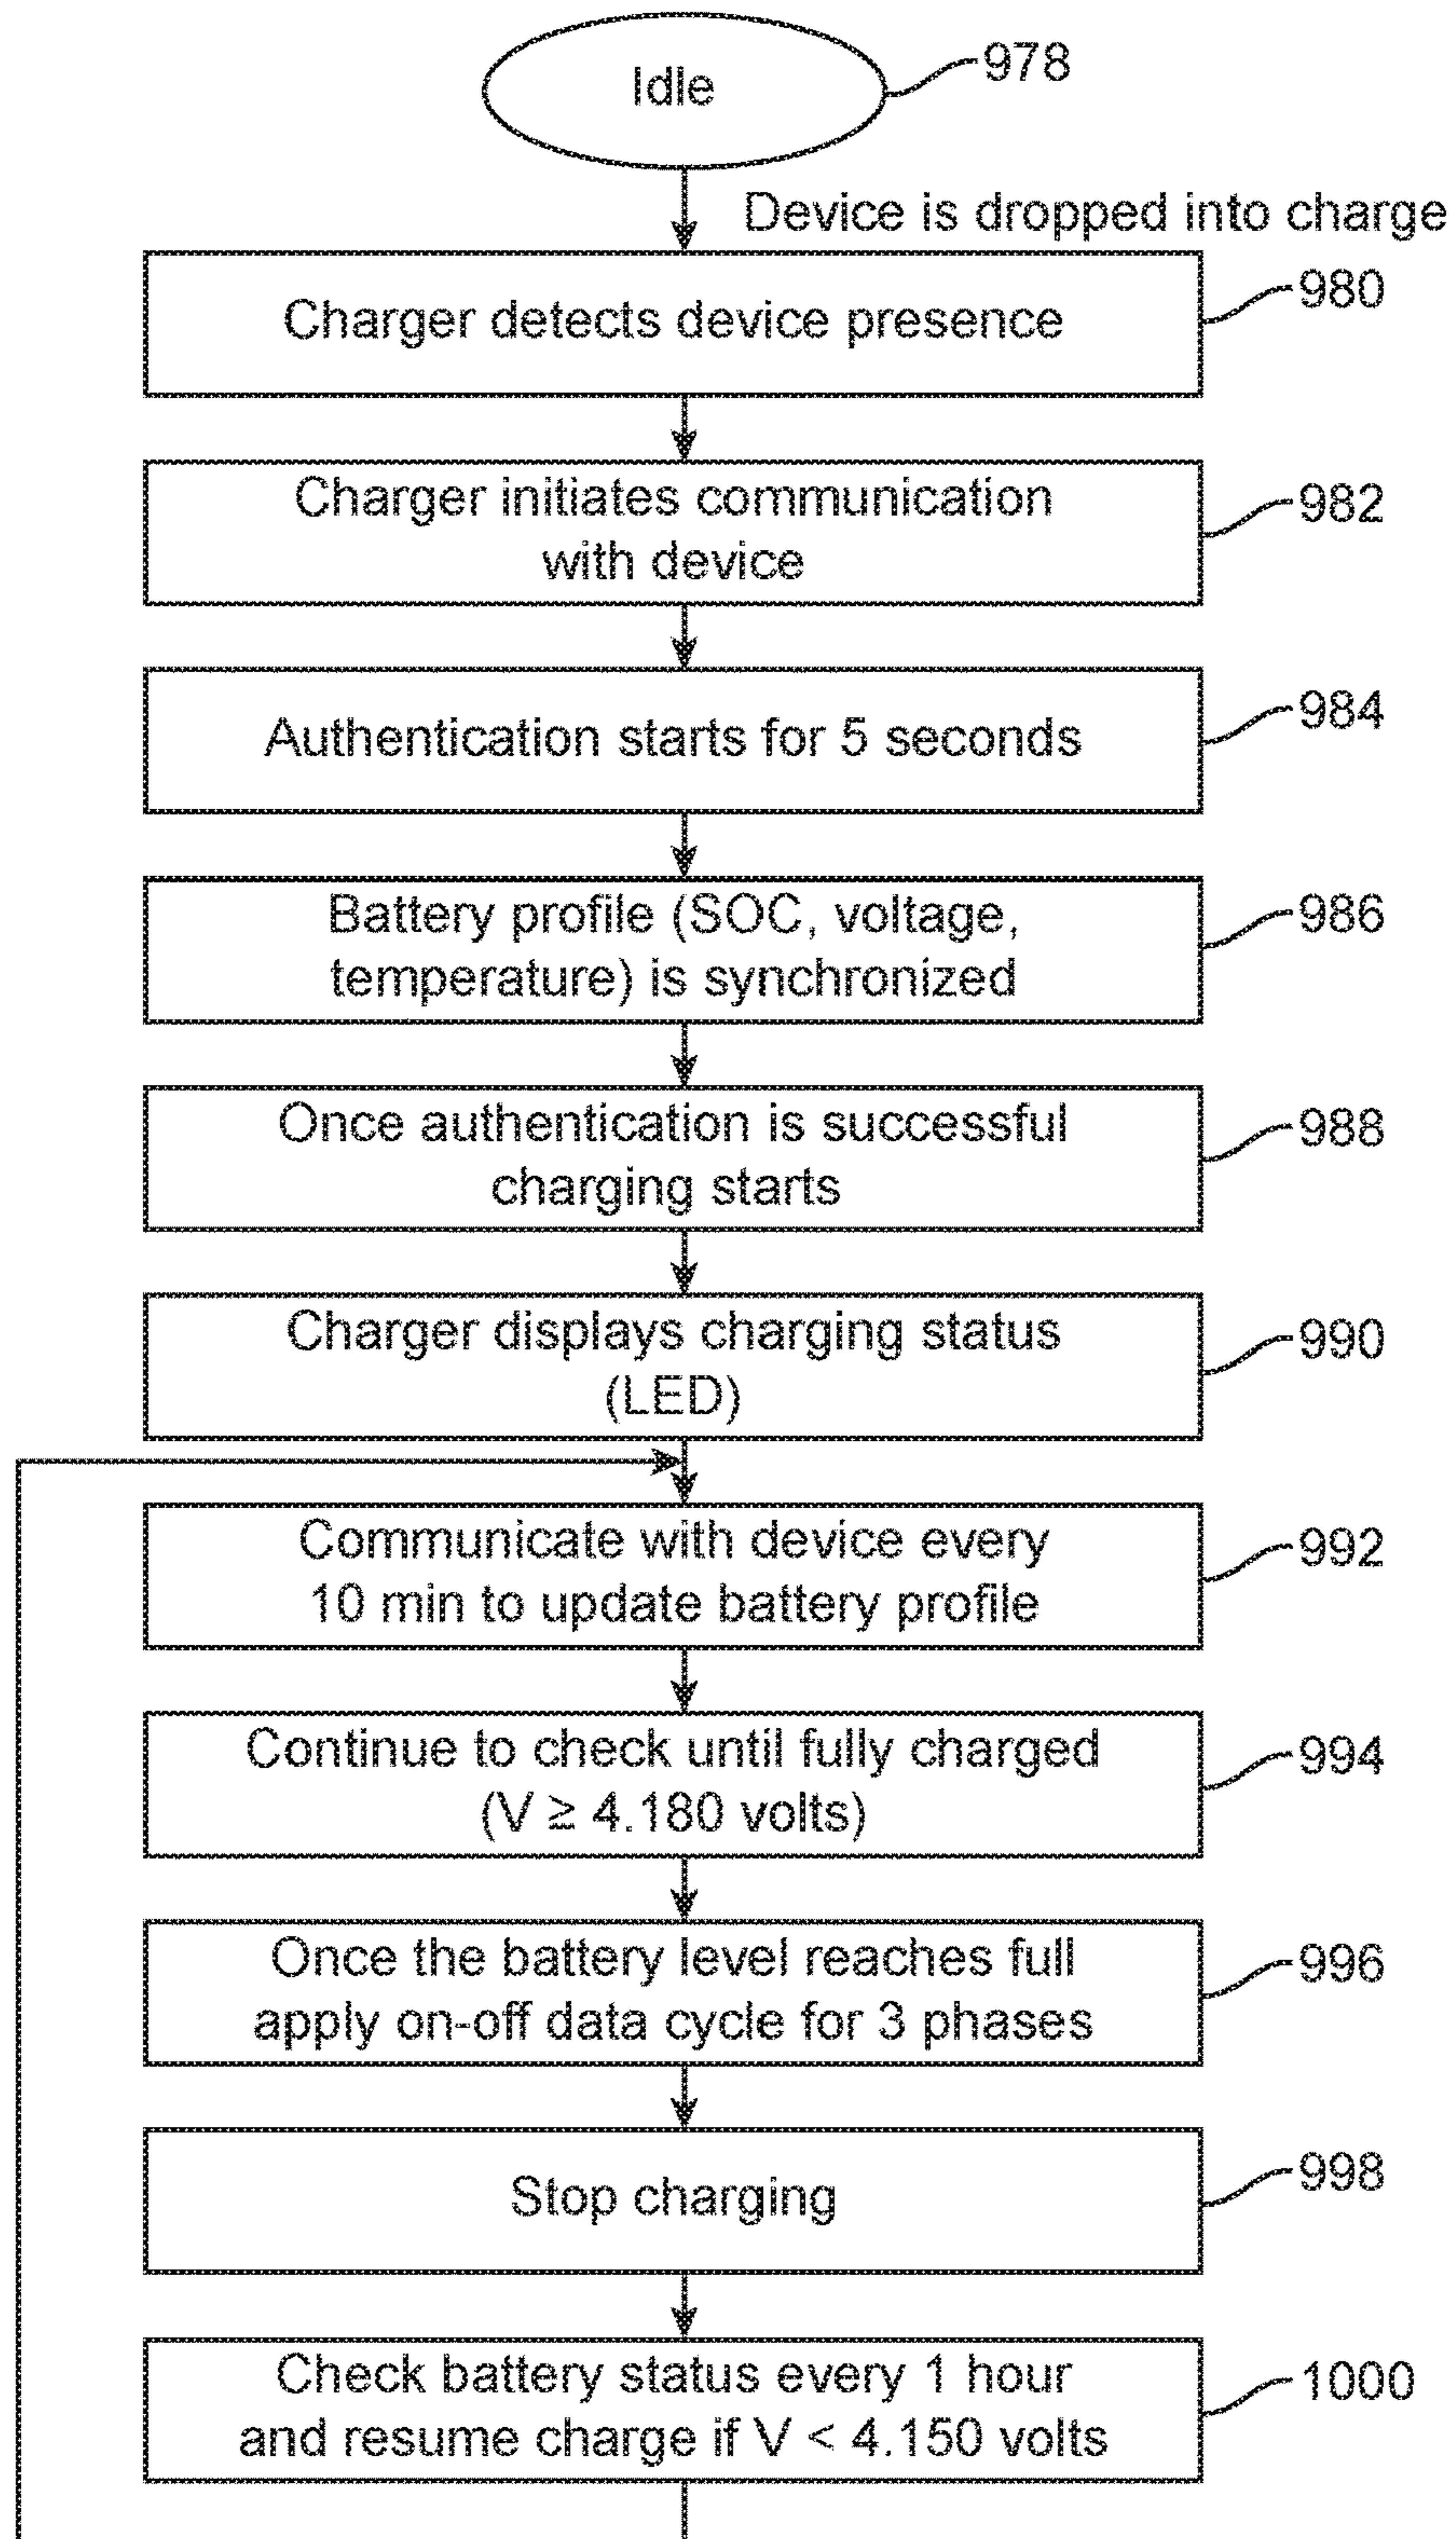 Idle
978
Device is dropped into charge
Charger detects device presence
980
Charger initiates communication
with device
982
Authentication starts for 5 seconds
984
Battery profile (SOC, voltage,
temperature) is synchronized
986
Once authentication is successful
charging starts
988
Charger displays charging status
(LED)
990
Communicate with device every
10 min to update battery profile
992
Continue to check until fully charged
(V ≥ 4.180 volts)
994
Once the battery level reaches full
apply on-off data cycle for 3 phases
996
Stop charging
998
Check battery status every 1 hour
and resume charge if V < 4.150 volts
1000